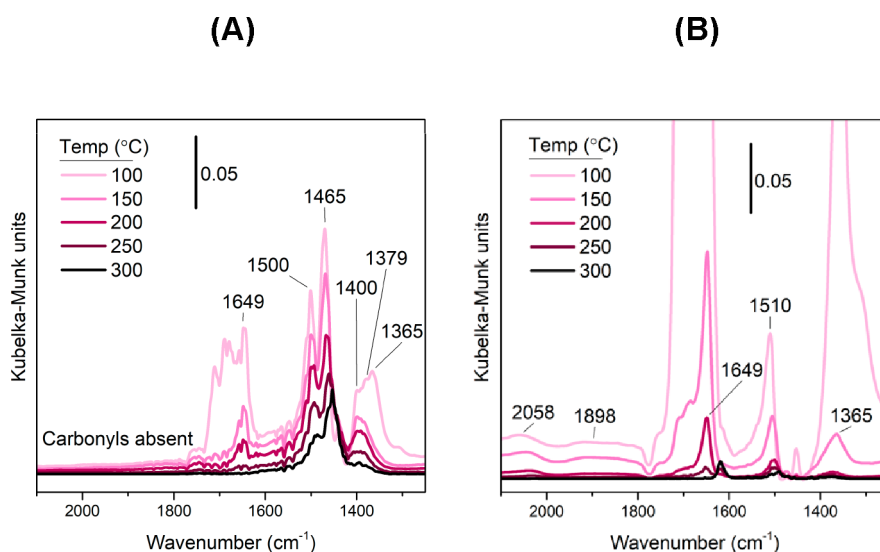 (A)
Temp (°C)
100
150
200
250
300
0.05
1465
1500
1379
1400
1365
1649
Carbonyls absent
Kubelka-Munk units
2000 1800 1600 1400
Wavenumber (cm⁻¹)
(B)
Temp (°C)
100
150
200
250
300
0.05
1510
1649
2058
1898
1365
Kubelka-Munk units
2000 1800 1600 1400
Wavenumber (cm⁻¹)